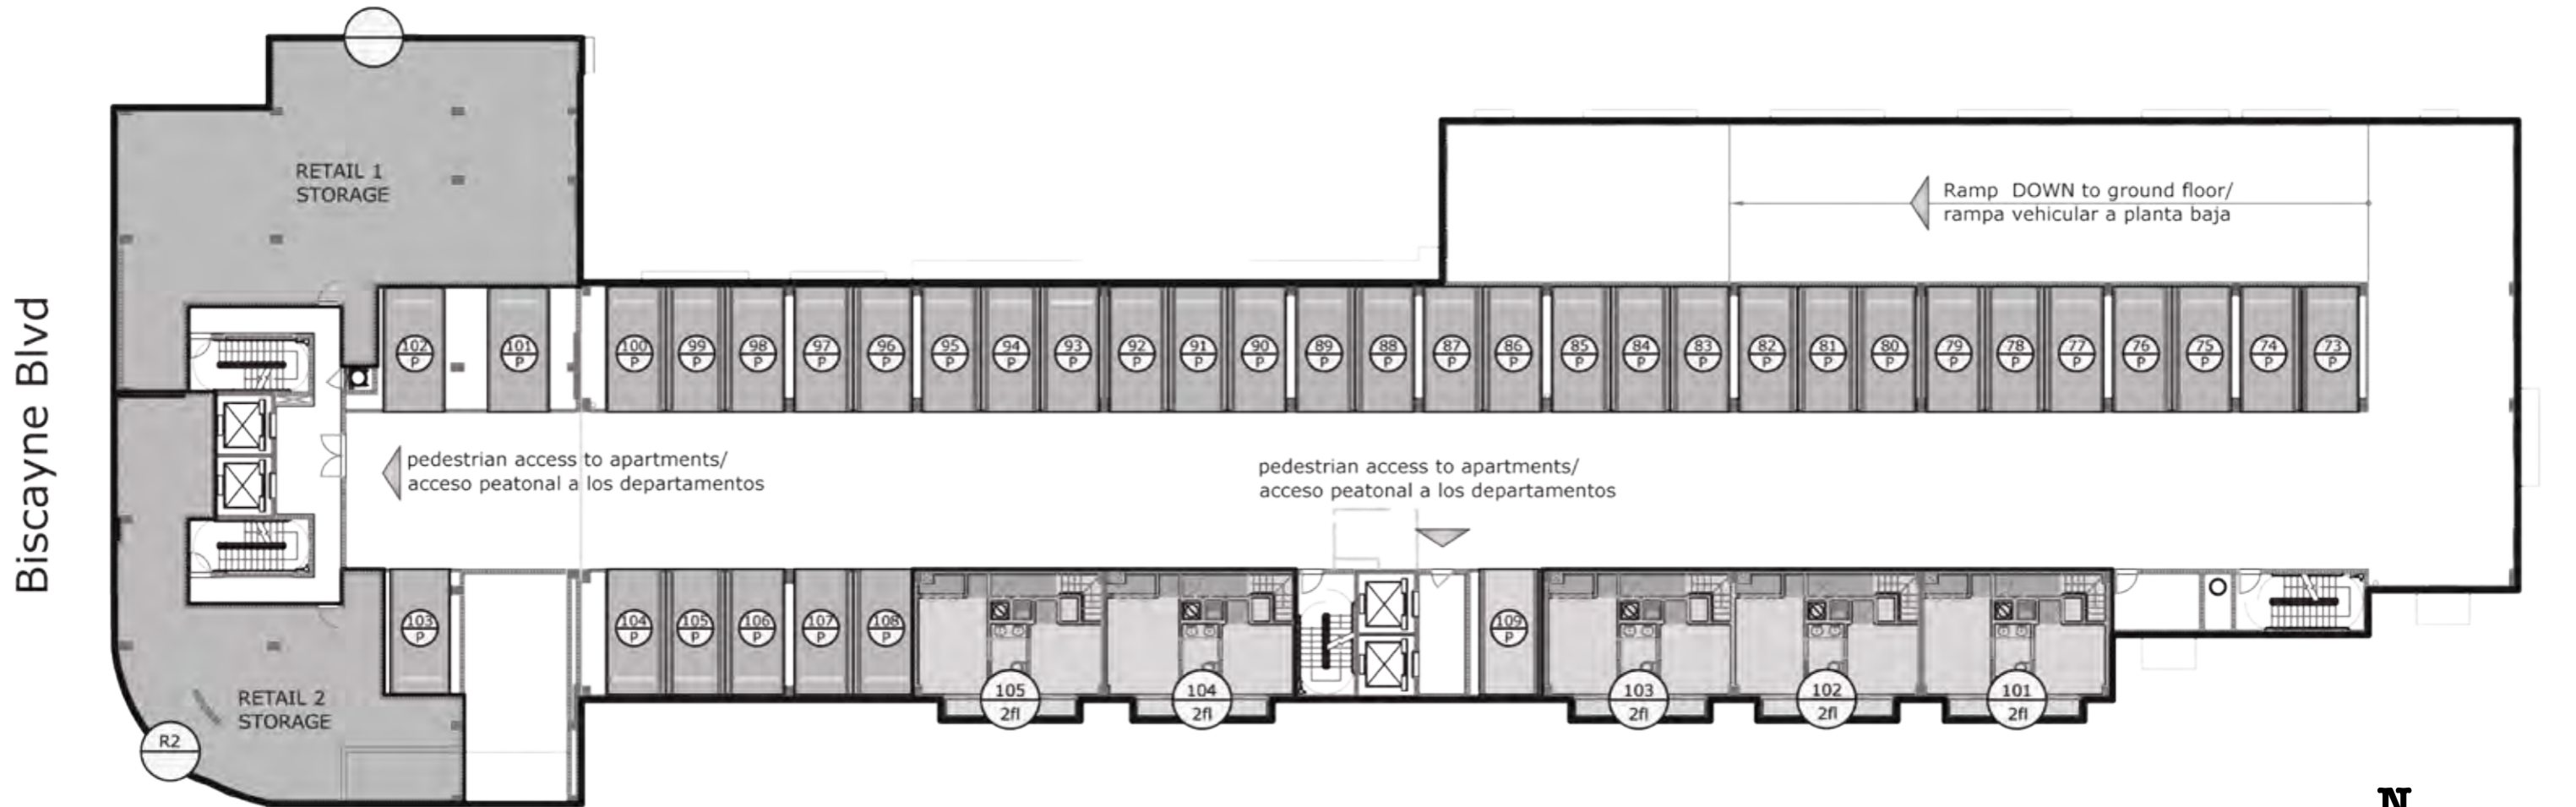 Biscayne Blvd
RETAIL 1
STORAGE
Ramp DOWN to ground floor/
rampa vehicular a planta baja
102
P
101
P
100
P
99
P
98
P
97
P
96
P
95
P
94
P
93
P
92
P
91
P
90
P
89
P
88
P
87
P
86
P
85
P
84
P
83
P
82
P
81
P
80
P
79
P
78
P
77
P
76
P
75
P
74
P
73
P
pedestrian access to apartments/
acceso peatonal a los departamentos
pedestrian access to apartments/
acceso peatonal a los departamentos
103
P
104
P
105
P
106
P
107
P
108
P
109
P
RETAIL 2
STORAGE
R2
105
2fl
104
2fl
103
2fl
102
2fl
101
2fl
N